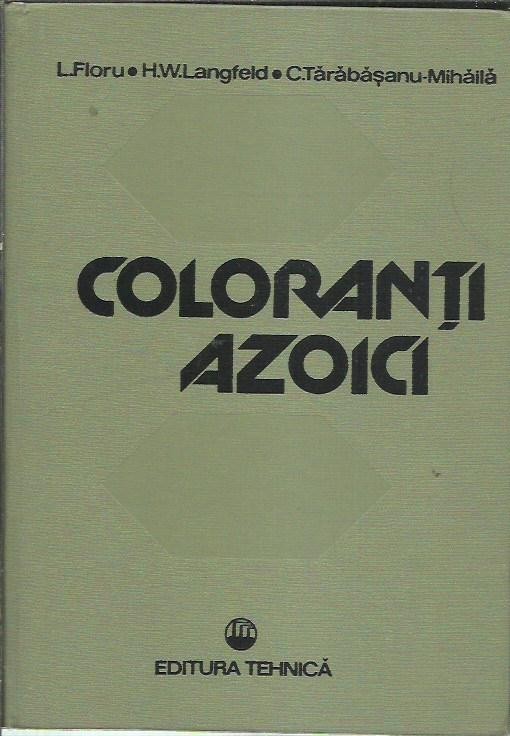 L.Floru • H.W.Langfeld • C.Tărăbăşanu-Mihăilă
COLORANŢI
AZOICI
EDITURA TEHNICĂ